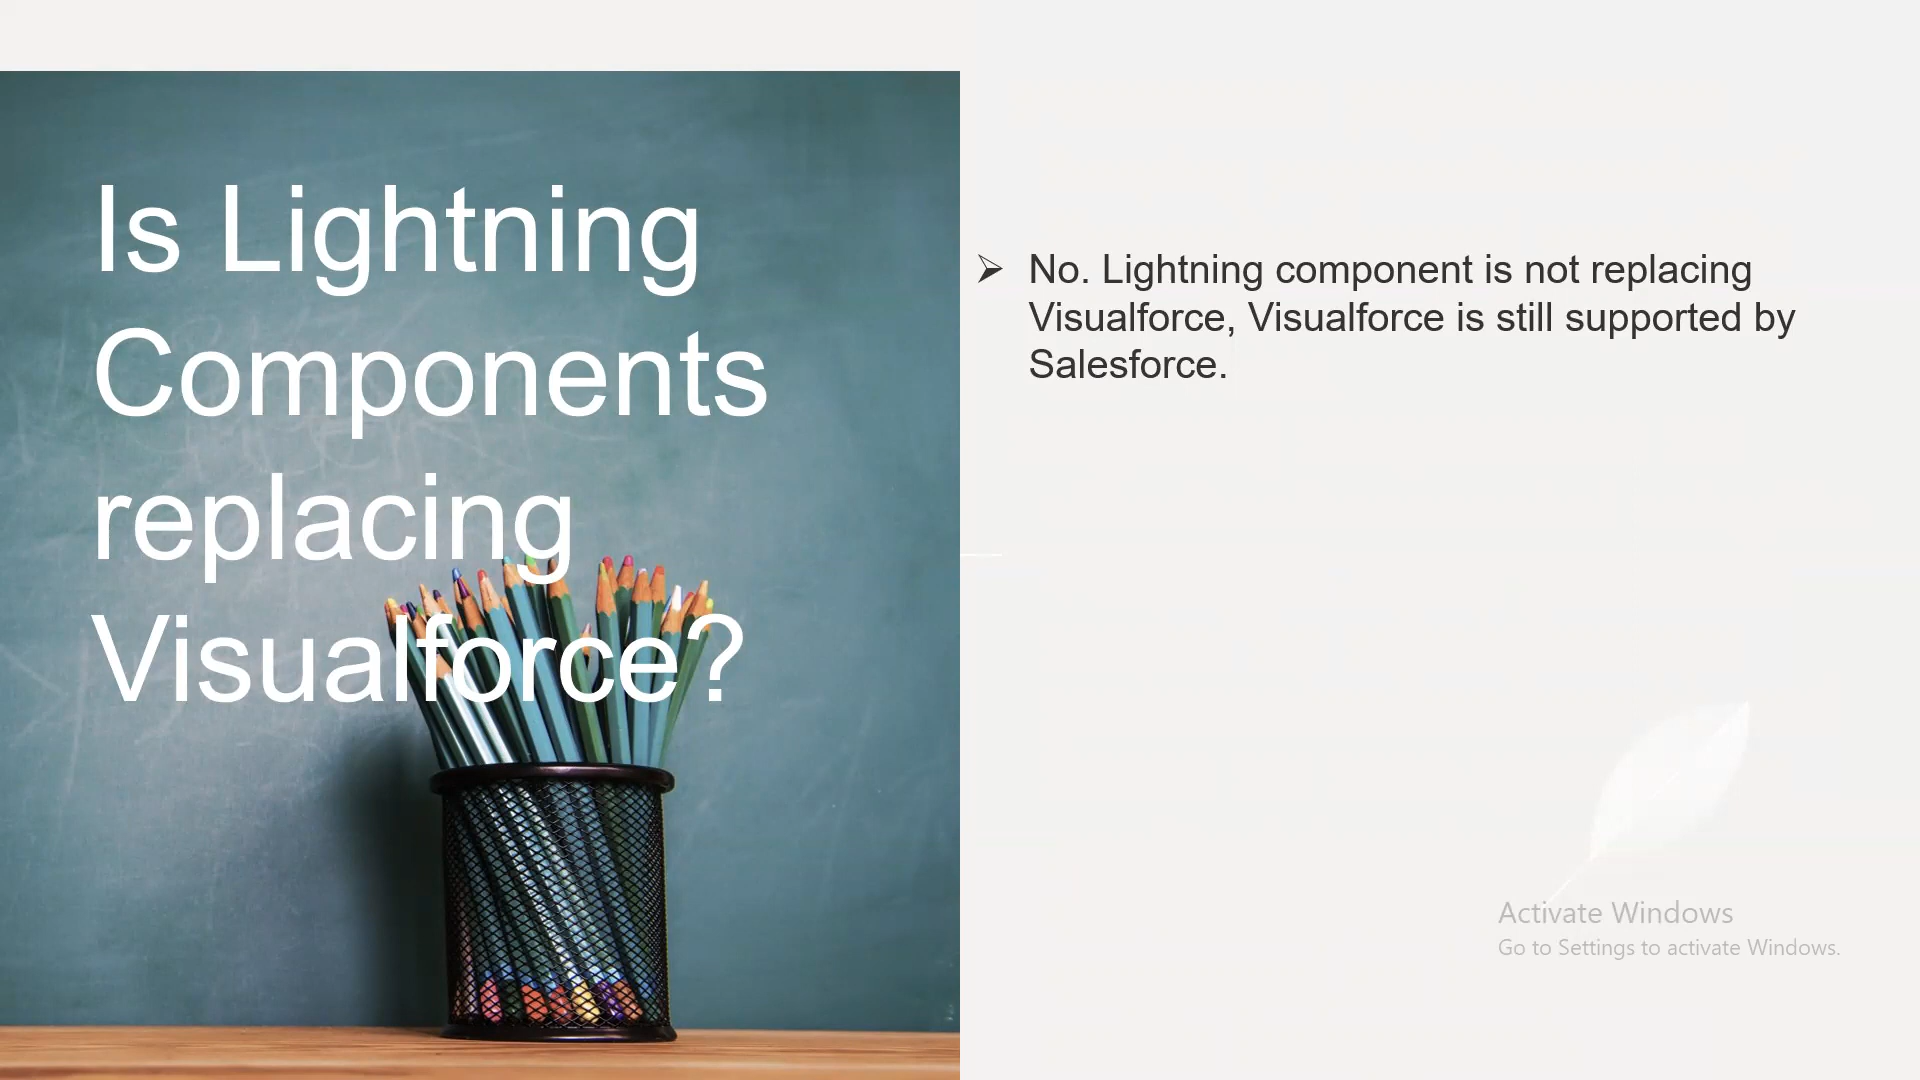 Is Lightning
Components
replacing
Visualforce?
➢ No. Lightning component is not replacing
Visualforce, Visualforce is still supported by
Salesforce.
Activate Windows
Go to Settings to activate Windows.